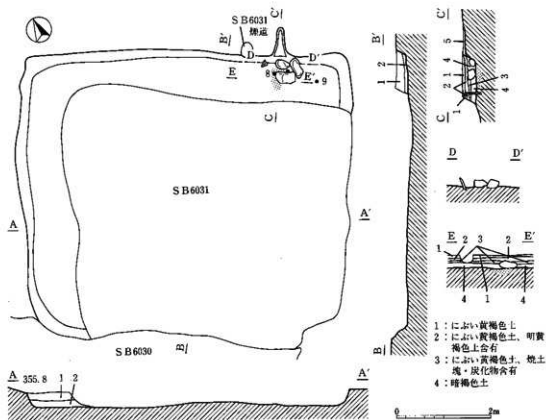 SB6031
煙道
C'
B'
D
D'
E
E'
8
9
C
SB6031
A
A'
SB6030
B
A 355.8
1
2
A'
B'
2
1
B
C'
5
4
1
3
2
4
1
C
D
D'
E
E'
1 2 3 2
4 1 4
1：にぶい黄褐色土
2：にぶい黄褐色土、明黄
褐色土含有
3：にぶい黄褐色土、焼土
塊・炭化物含有
4：暗褐色土
0
2m